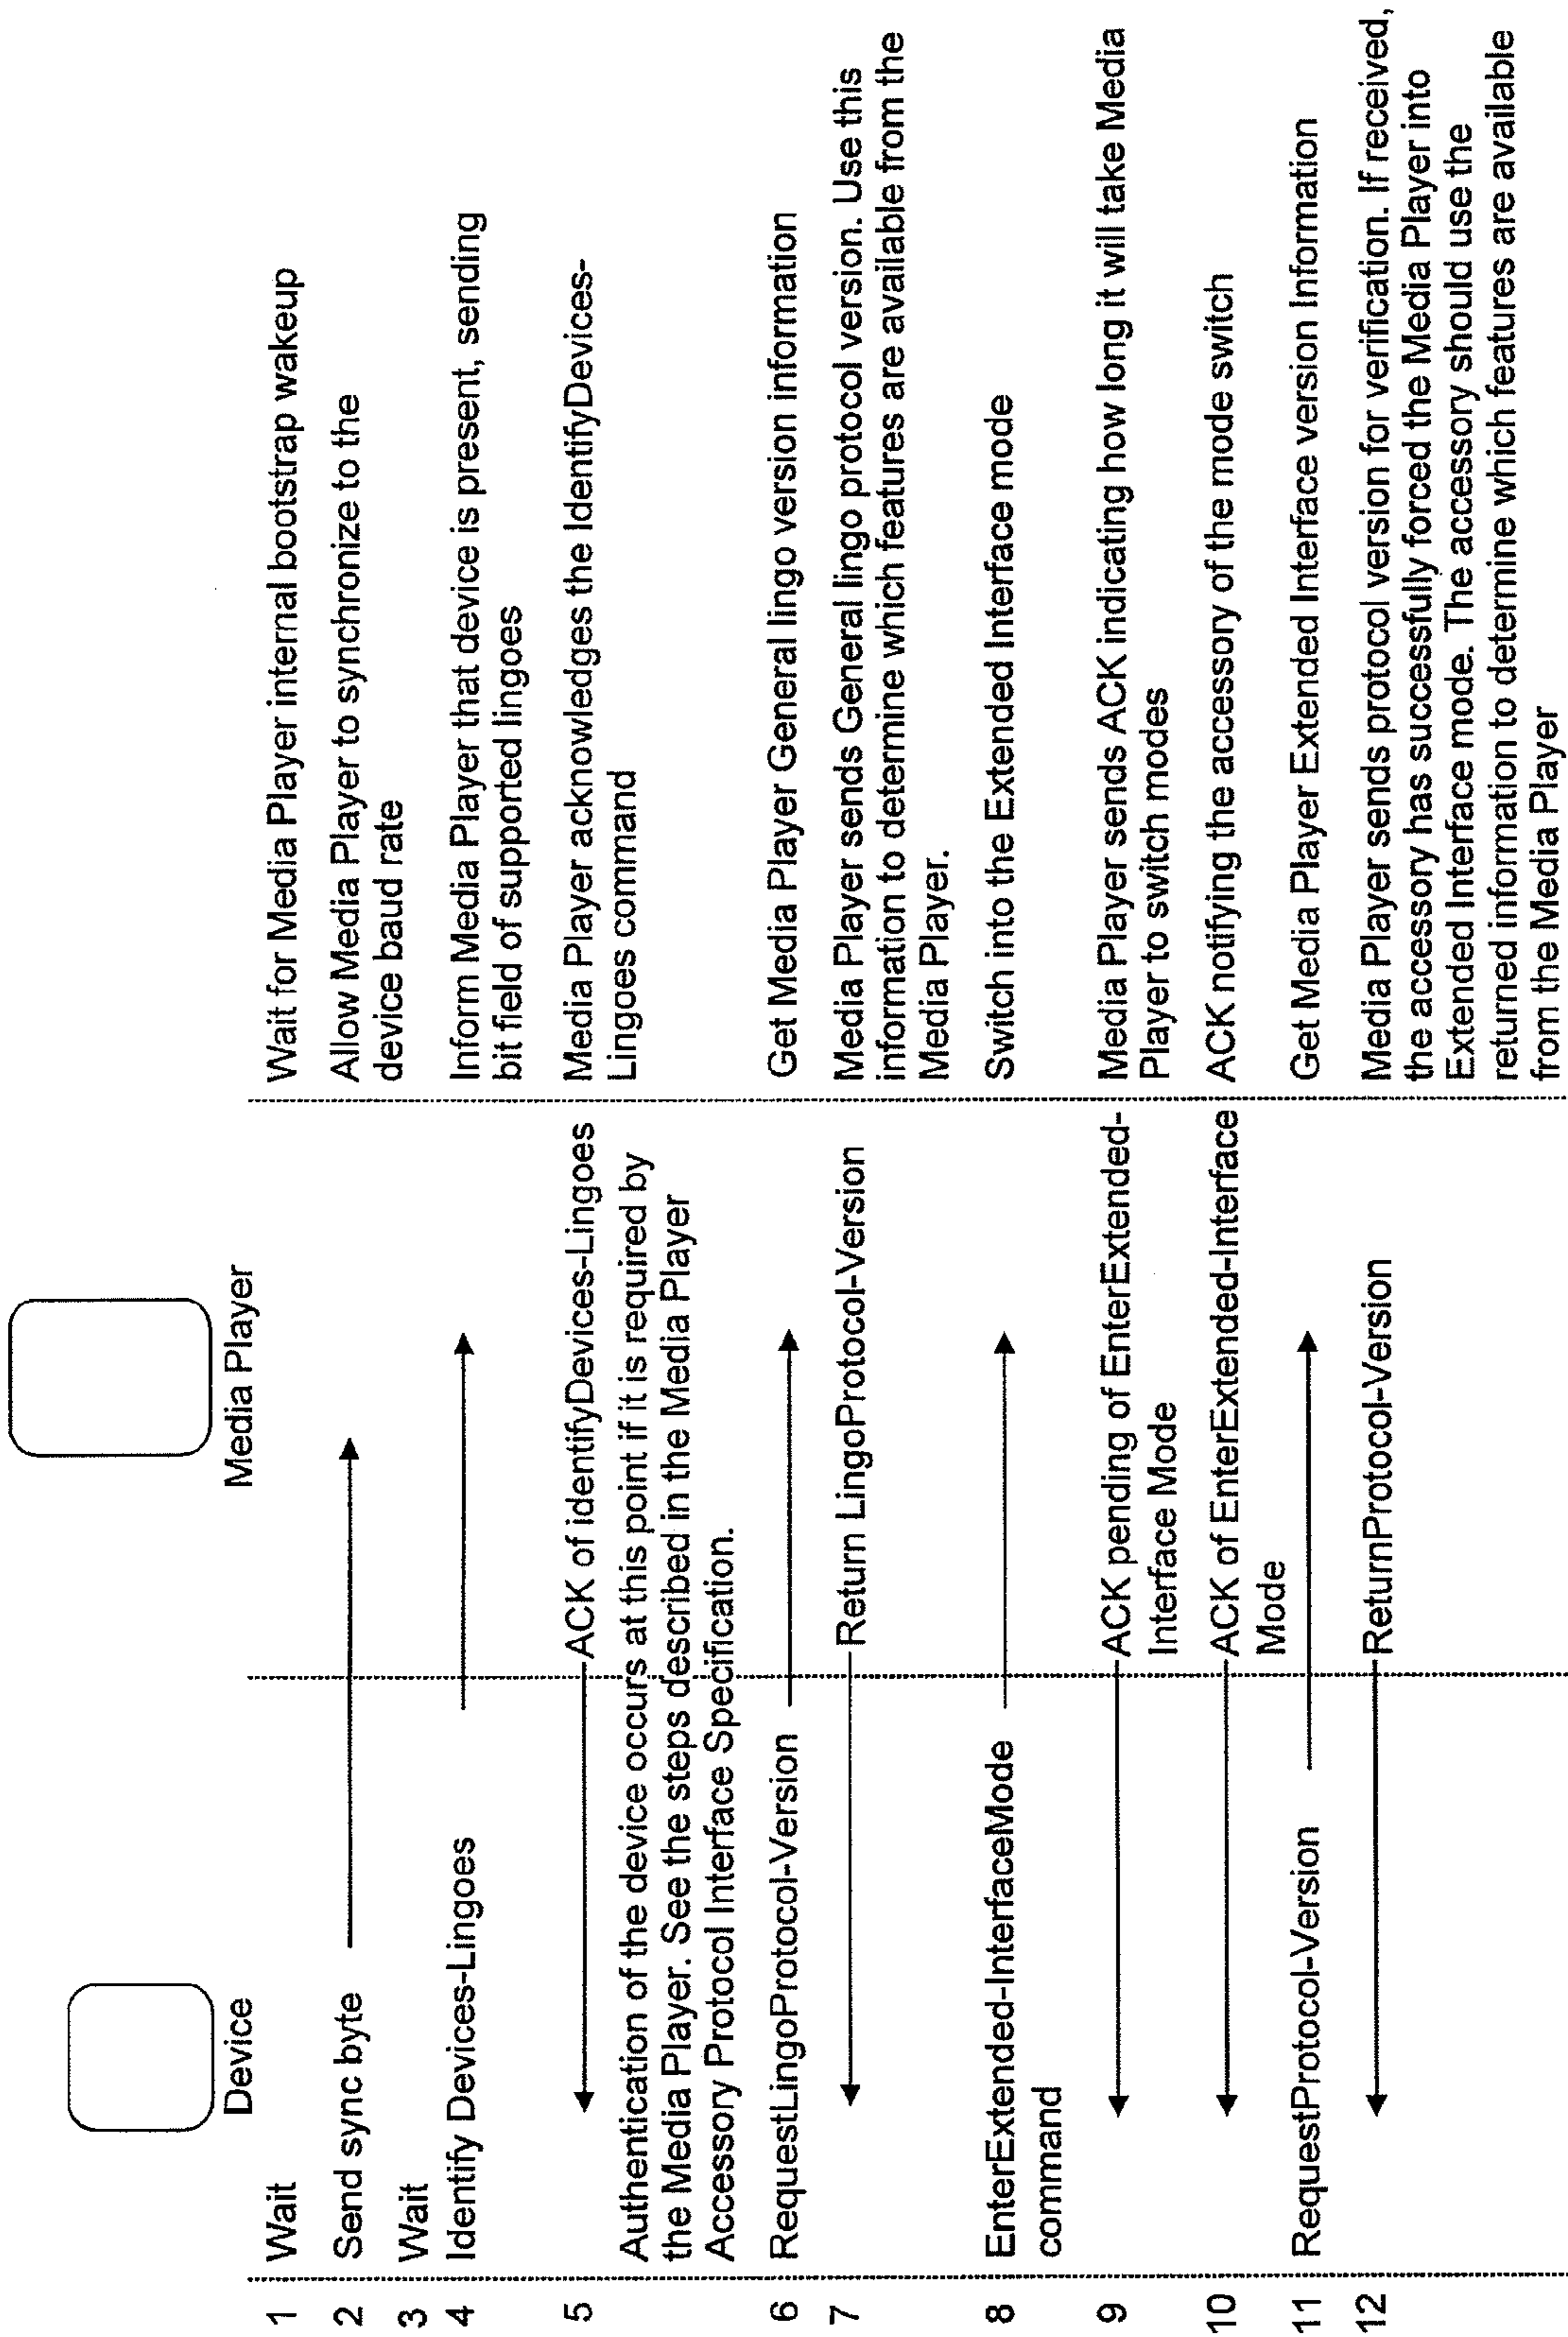 Device
Media Player
1 Wait
Wait for Media Player internal bootstrap wakeup
2 Send sync byte
Allow Media Player to synchronize to the
device baud rate
3 Wait
4 Identify Devices-Lingoes
Inform Media Player that device is present, sending
bit field of supported lingoes
5
ACK of identifyDevices-Lingoes
Media Player acknowledges the IdentifyDevices-
Lingoes command
Authentication of the device occurs at this point if it is required by
the Media Player. See the steps described in the Media Player
Accessory Protocol Interface Specification.
6 RequestLingoProtocol-Version
Get Media Player General lingo version information
7
Return LingoProtocol-Version
Media Player sends General lingo protocol version. Use this
information to determine which features are available from the
Media Player.
8 EnterExtended-InterfaceMode
command
Switch into the Extended Interface mode
9
ACK pending of EnterExtended-
Interface Mode
Media Player sends ACK indicating how long it will take Media
Player to switch modes
10
ACK of EnterExtended-Interface
Mode
ACK notifying the accessory of the mode switch
11 RequestProtocol-Version
Get Media Player Extended Interface version Information
12
ReturnProtocol-Version
Media Player sends protocol version for verification. If received,
the accessory has successfully forced the Media Player into
Extended Interface mode. The accessory should use the
returned information to determine which features are available
from the Media Player